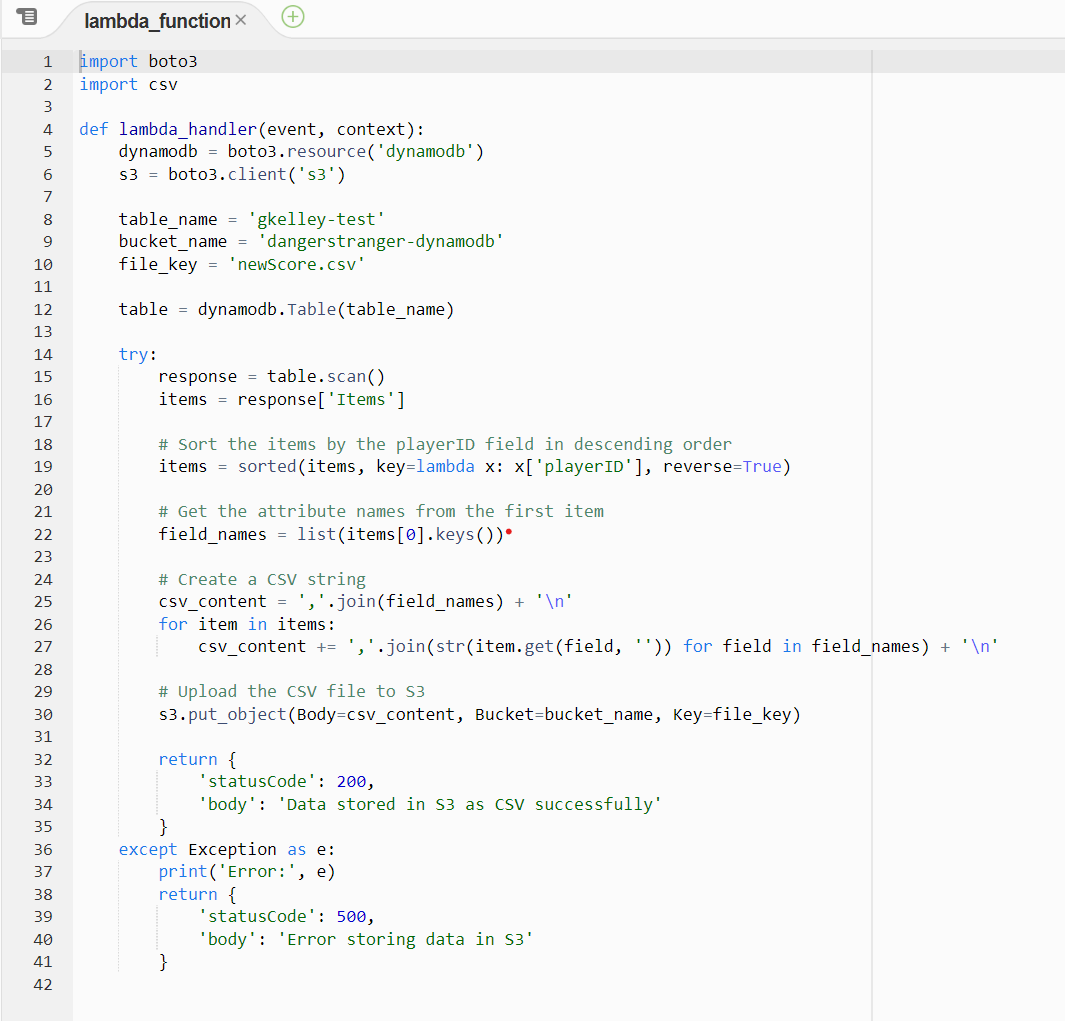 lambda_function ×
1 import boto3
2 import csv
3
4 def lambda_handler(event, context):
5     dynamodb = boto3.resource('dynamodb')
6     s3 = boto3.client('s3')
7
8     table_name = 'gkelley-test'
9     bucket_name = 'dangerstranger-dynamodb'
10     file_key = 'newScore.csv'
11
12     table = dynamodb.Table(table_name)
13
14     try:
15         response = table.scan()
16         items = response['Items']
17
18         # Sort the items by the playerID field in descending order
19         items = sorted(items, key=lambda x: x['playerID'], reverse=True)
20
21         # Get the attribute names from the first item
22         field_names = list(items[0].keys())
23
24         # Create a CSV string
25         csv_content = ','.join(field_names) + '\n'
26         for item in items:
27             csv_content += ','.join(str(item.get(field, '')) for field in field_names) + '\n'
28
29         # Upload the CSV file to S3
30         s3.put_object(Body=csv_content, Bucket=bucket_name, Key=file_key)
31
32         return {
33             'statusCode': 200,
34             'body': 'Data stored in S3 as CSV successfully'
35         }
36     except Exception as e:
37         print('Error:', e)
38         return {
39             'statusCode': 500,
40             'body': 'Error storing data in S3'
41         }
42